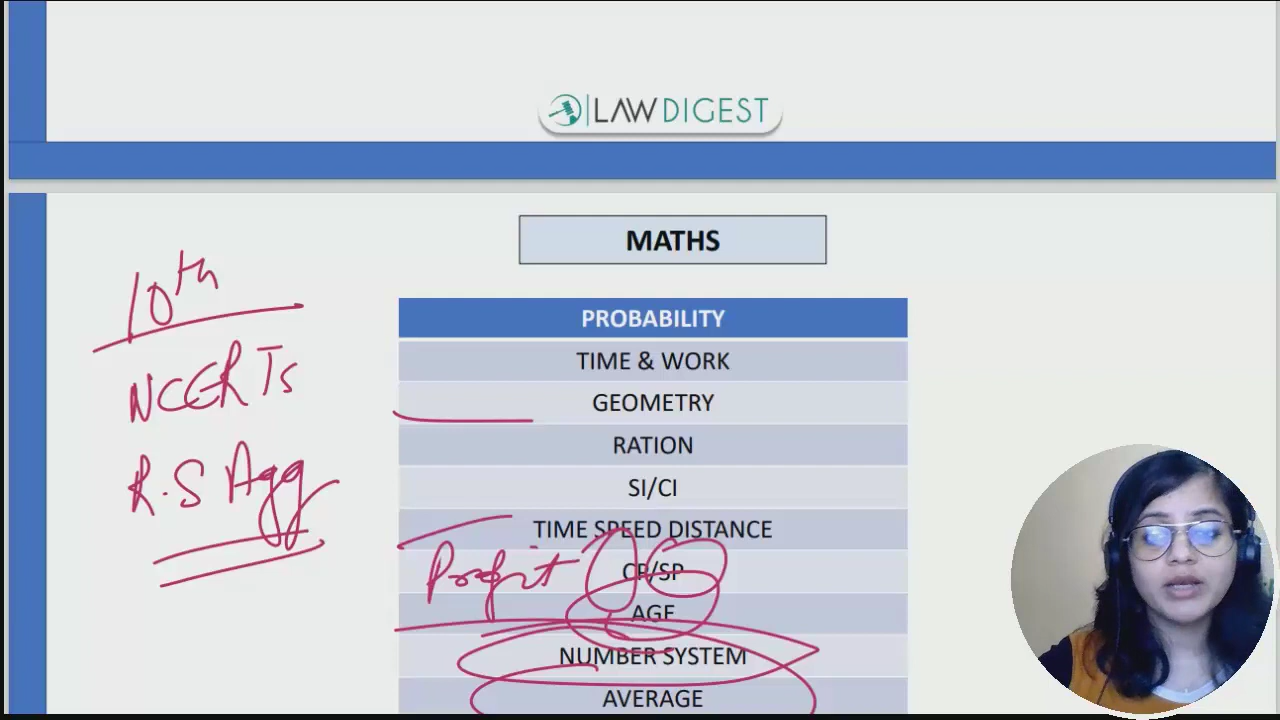 LAWDIGEST
MATHS
10th
NCERTs
R.S Agg
PROBABILITY
TIME & WORK
GEOMETRY
RATION
SI/CI
TIME SPEED DISTANCE
Profit
CP/SP
AGE
NUMBER SYSTEM
AVERAGE